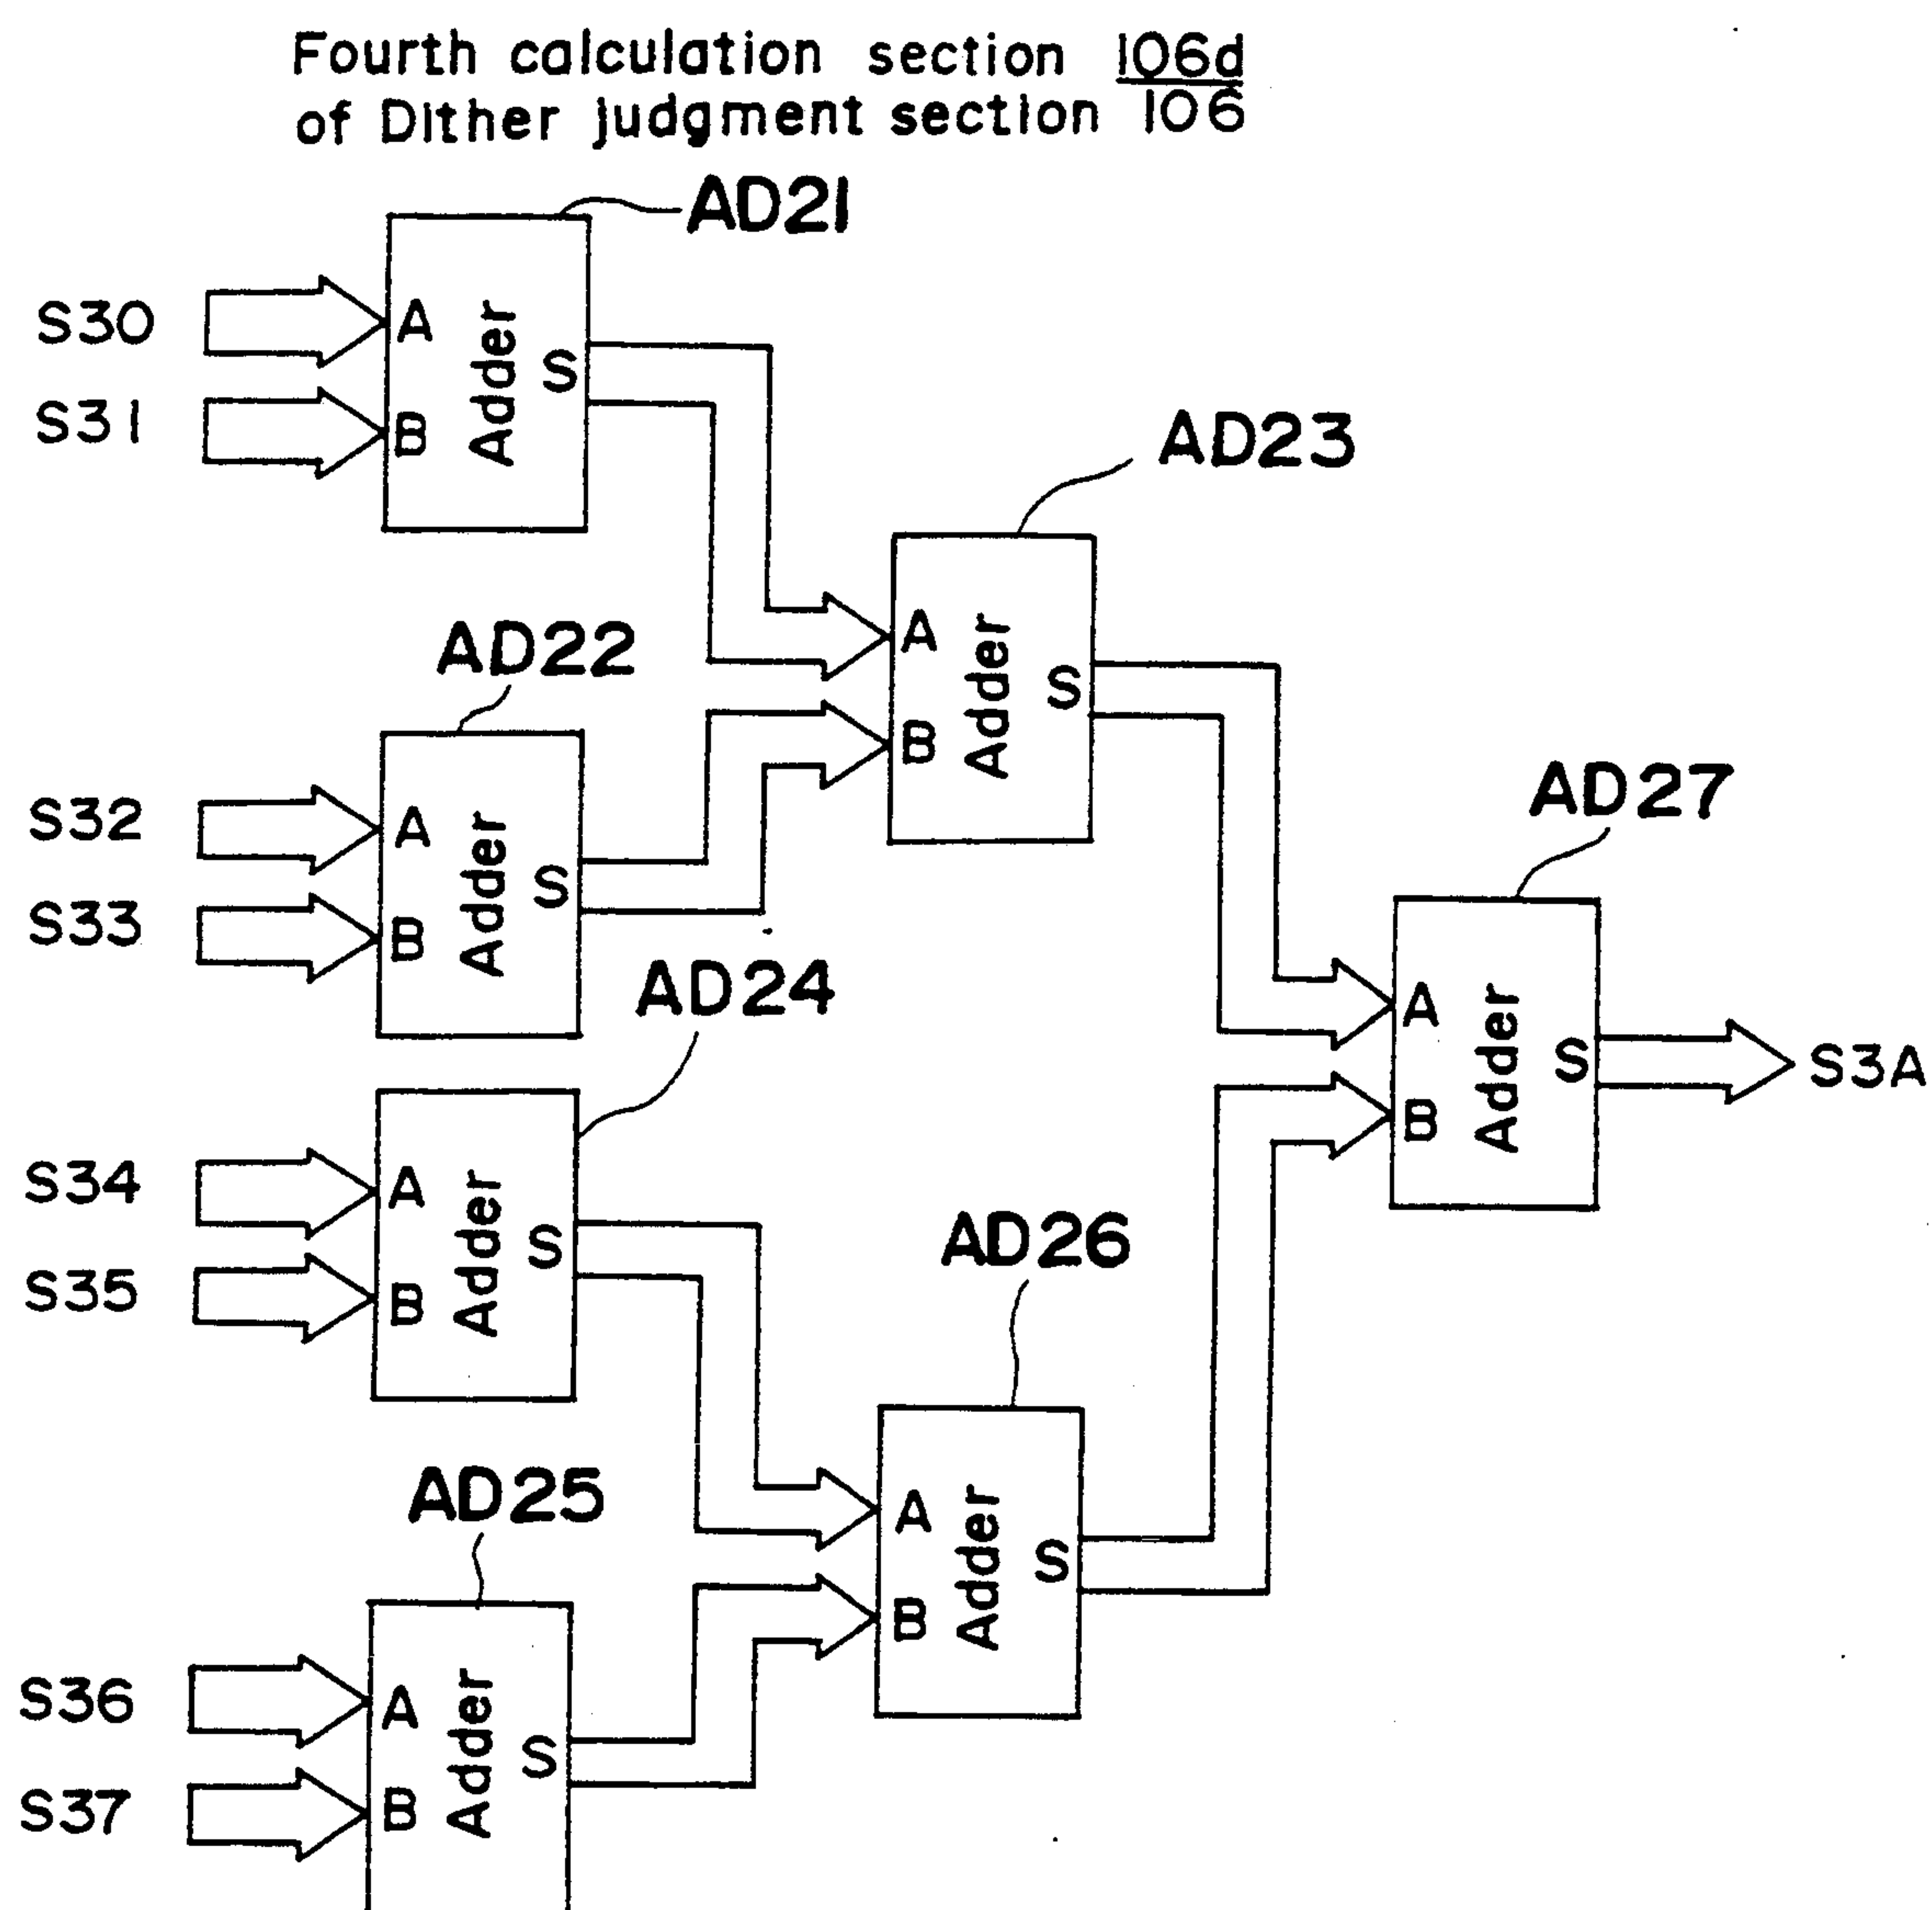 Fourth calculation section 106d
of Dither judgment section 106
AD21
S30
A
Adder
S
S31
B
AD23
A
Adder
S
B
AD22
S32
A
Adder
S
S33
B
AD27
A
Adder
S
S3A
B
AD24
S34
A
Adder
S
S35
B
AD26
A
Adder
S
B
AD25
S36
A
Adder
S
S37
B